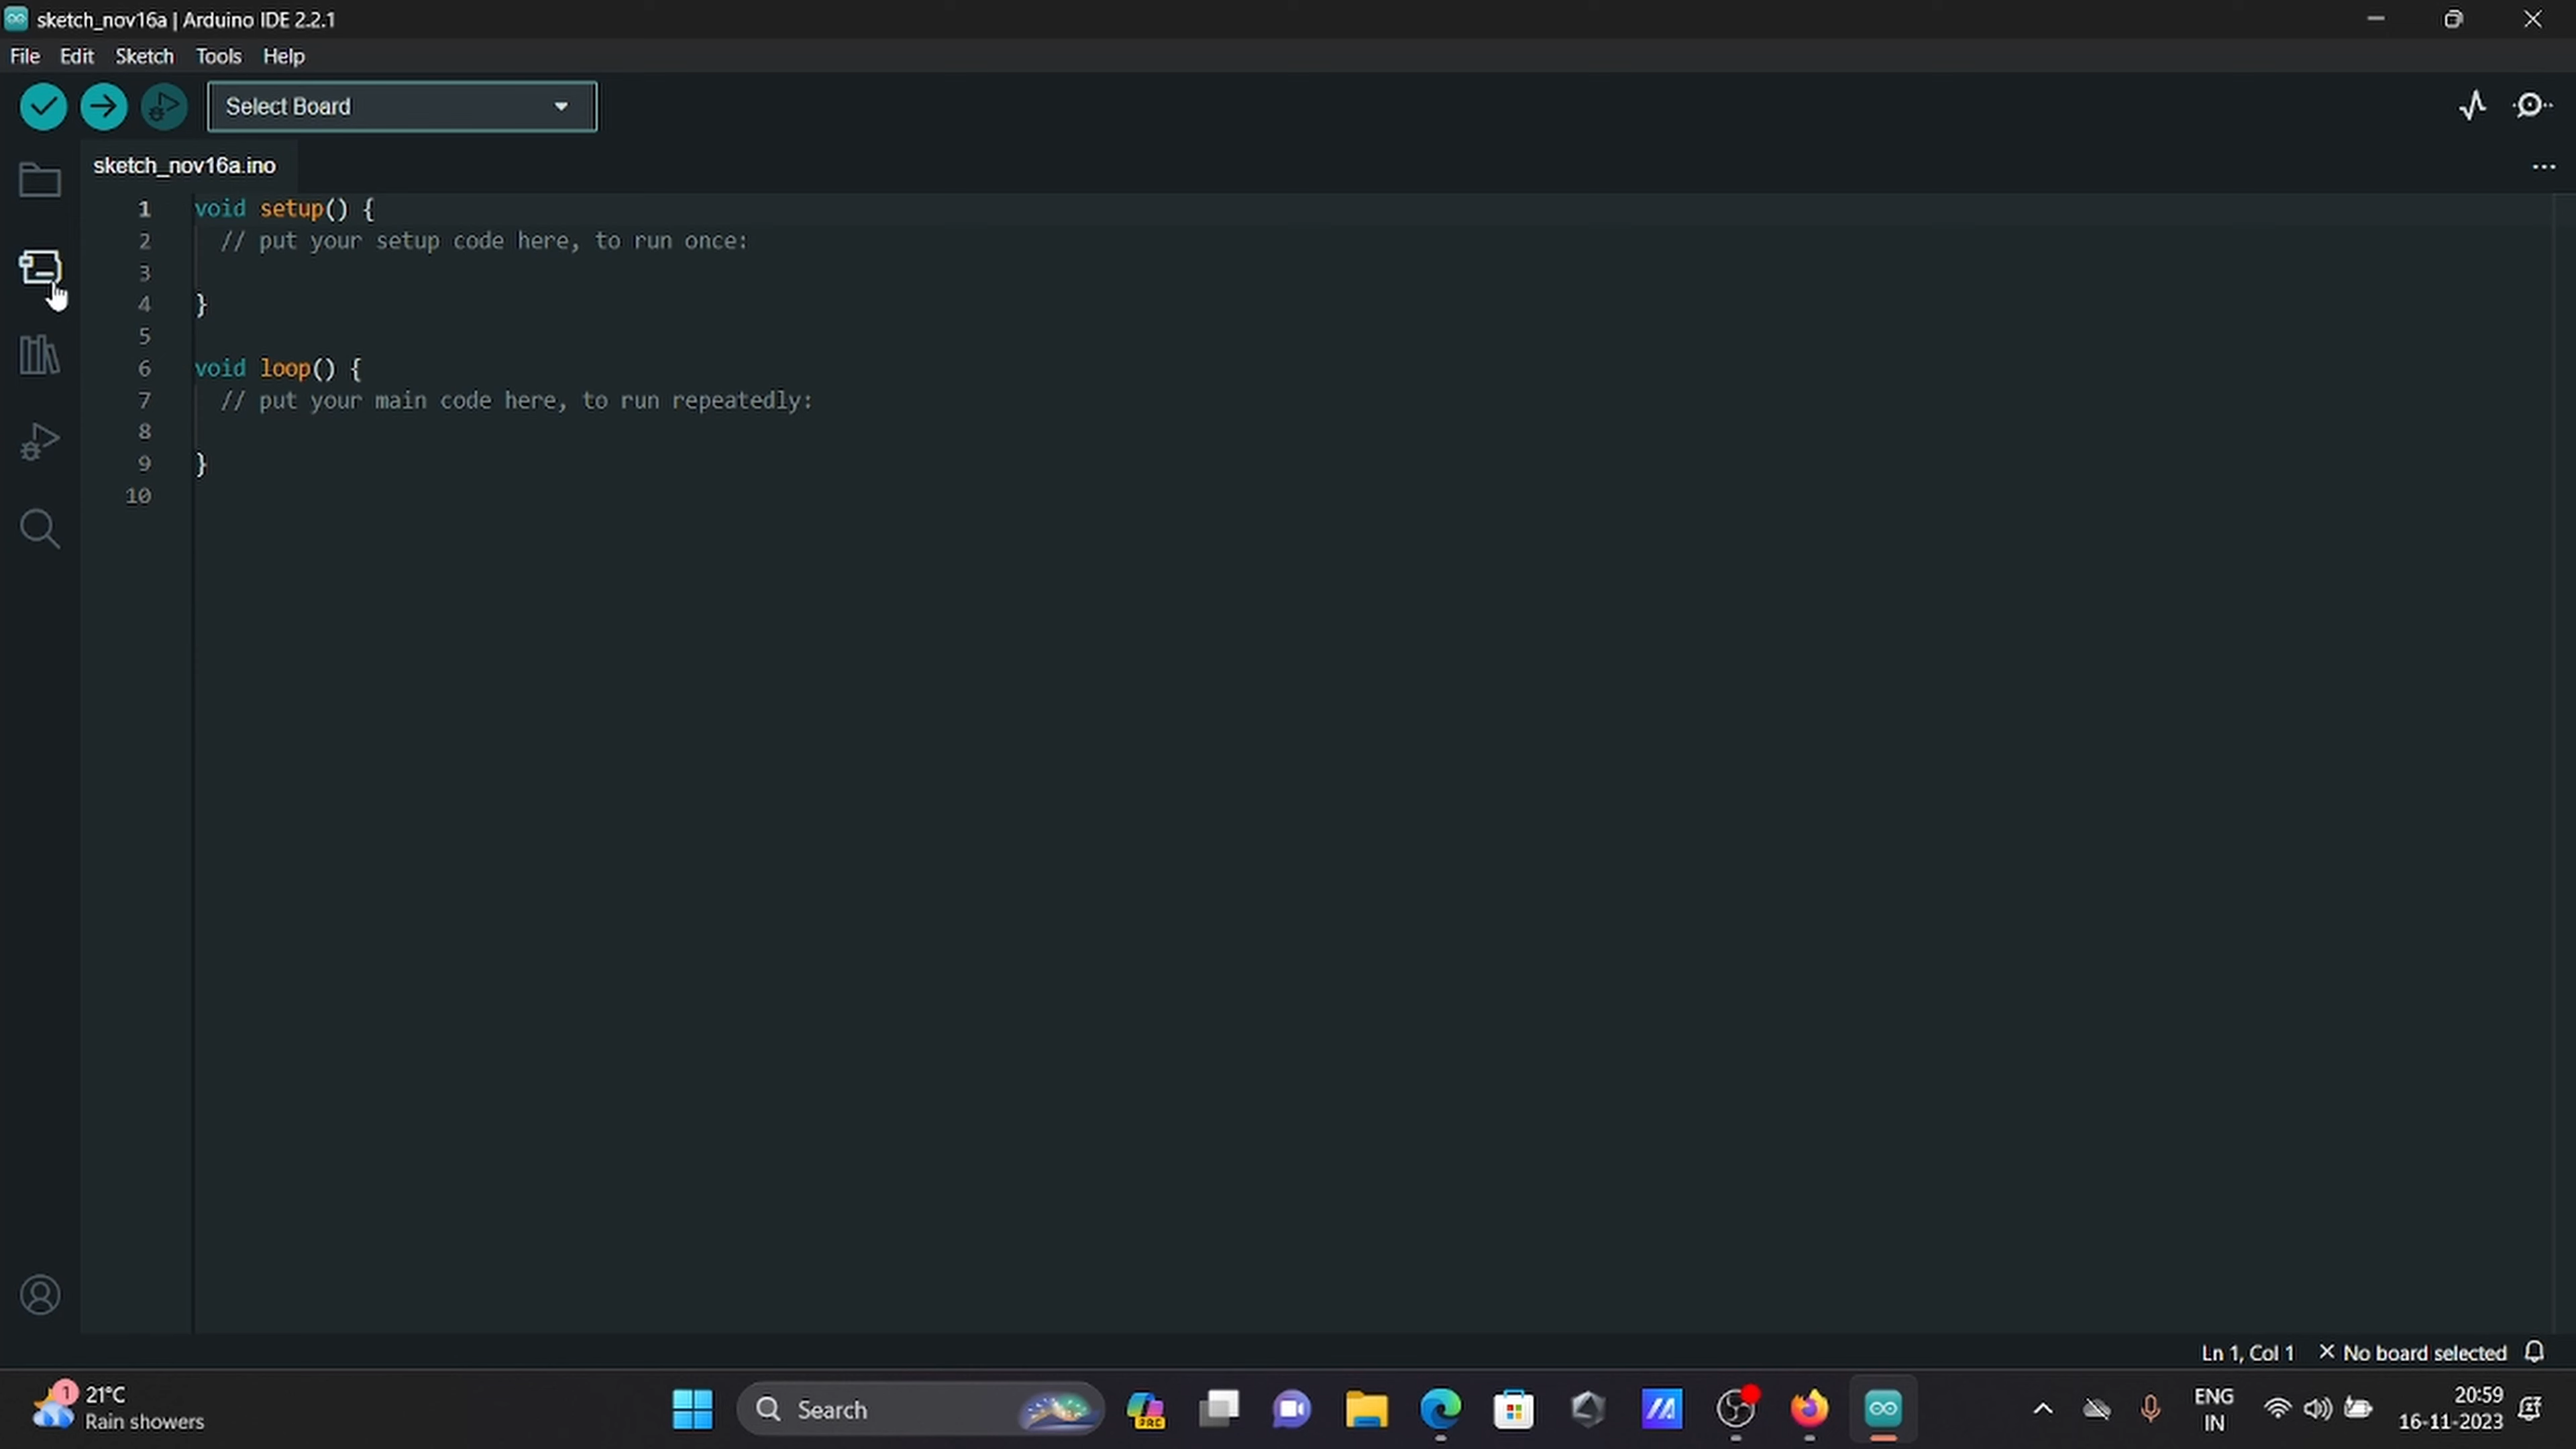 sketch_nov16a | Arduino IDE 2.2.1
File Edit Sketch Tools Help
Select Board
sketch_nov16a.ino
1 void setup() {
2 // put your setup code here, to run once:
3
4 }
5
6 void loop() {
7 // put your main code here, to run repeatedly:
8
9 }
10
Ln 1, Col 1 × No board selected
1 21°C
Rain showers
Search
PRE
ENG
IN
20:59
16-11-2023